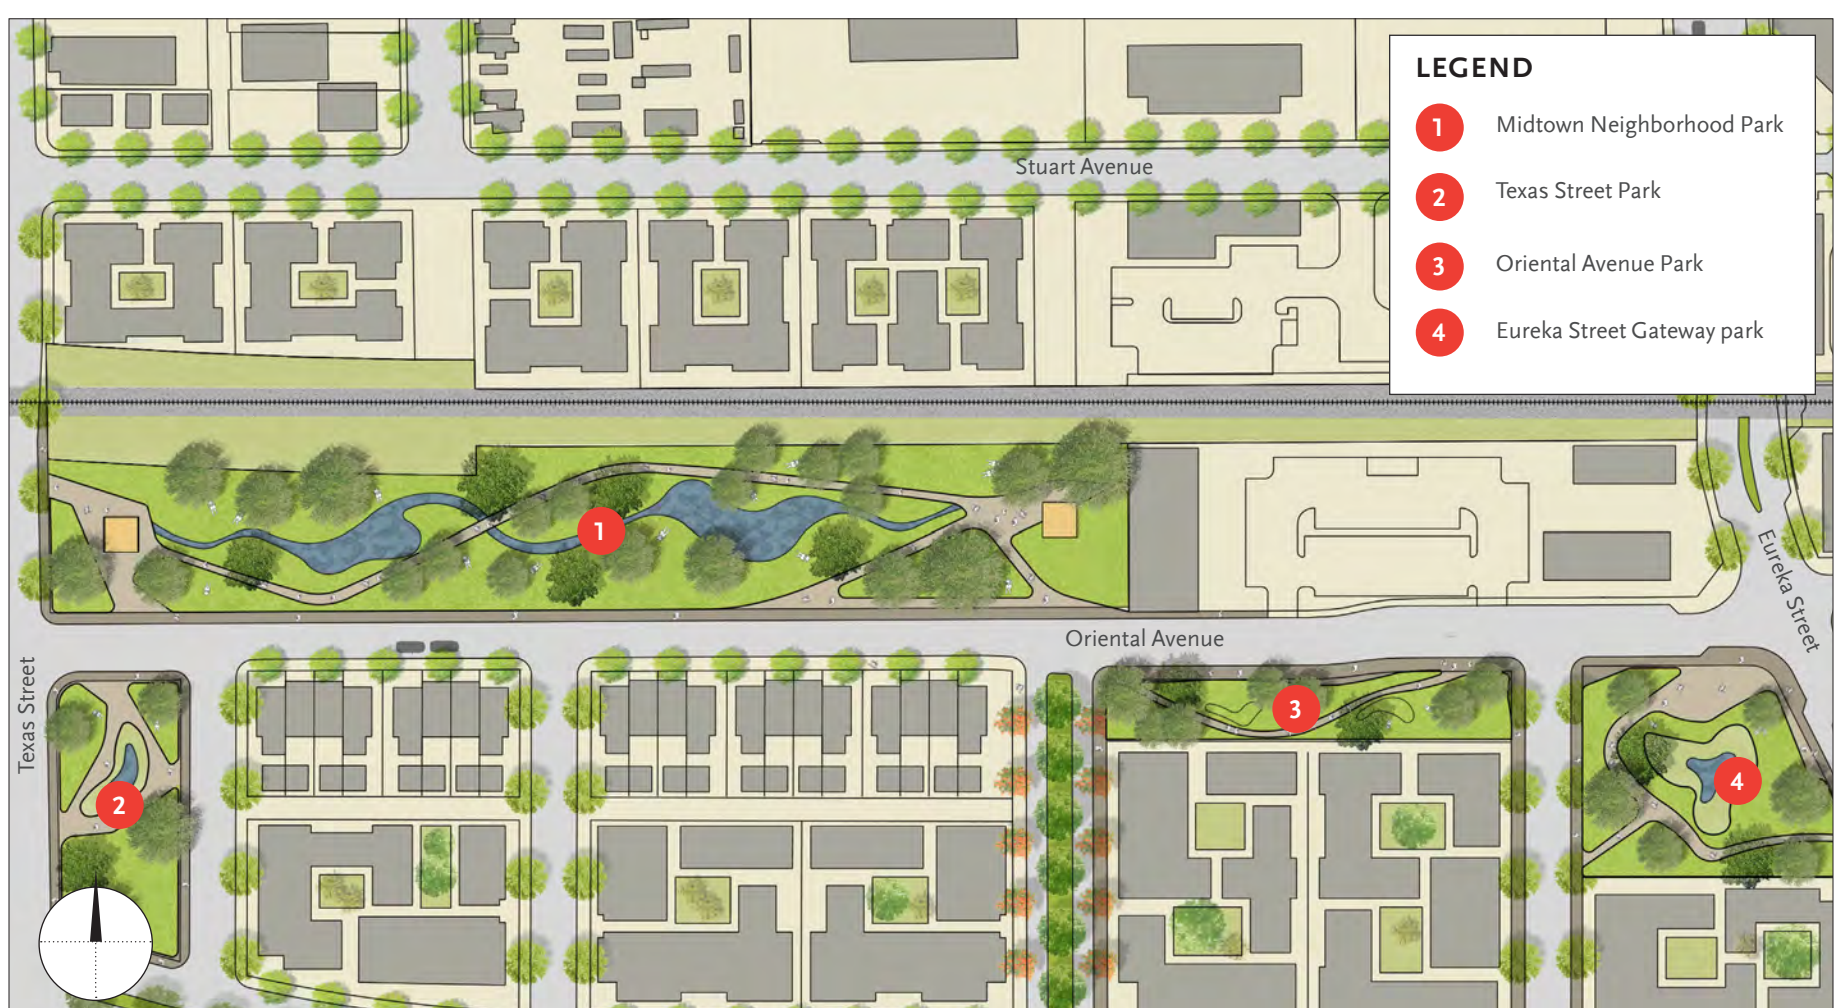 LEGEND
1 Midtown Neighborhood Park
2 Texas Street Park
3 Oriental Avenue Park
4 Eureka Street Gateway park
Stuart Avenue
1
Eureka Street
Oriental Avenue
Texas Street
2
3
4